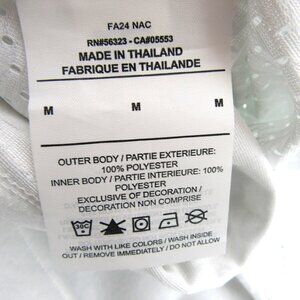 FA24 NAC
RN#56323 - CA#05553
MADE IN THAILAND
FABRIQUE EN THAILANDE
M M M
OUTER BODY / PARTIE EXTERIEURE:
100% POLYESTER
INNER BODY / PARTIE INTERIEURE: 100%
POLYESTER
EXCLUSIVE OF DECORATION /
DECORATION NON COMPRISE
30C
WASH WITH LIKE COLORS / WASH INSIDE
OUT / REMOVE IMMEDIATELY / DO NOT ALLOW